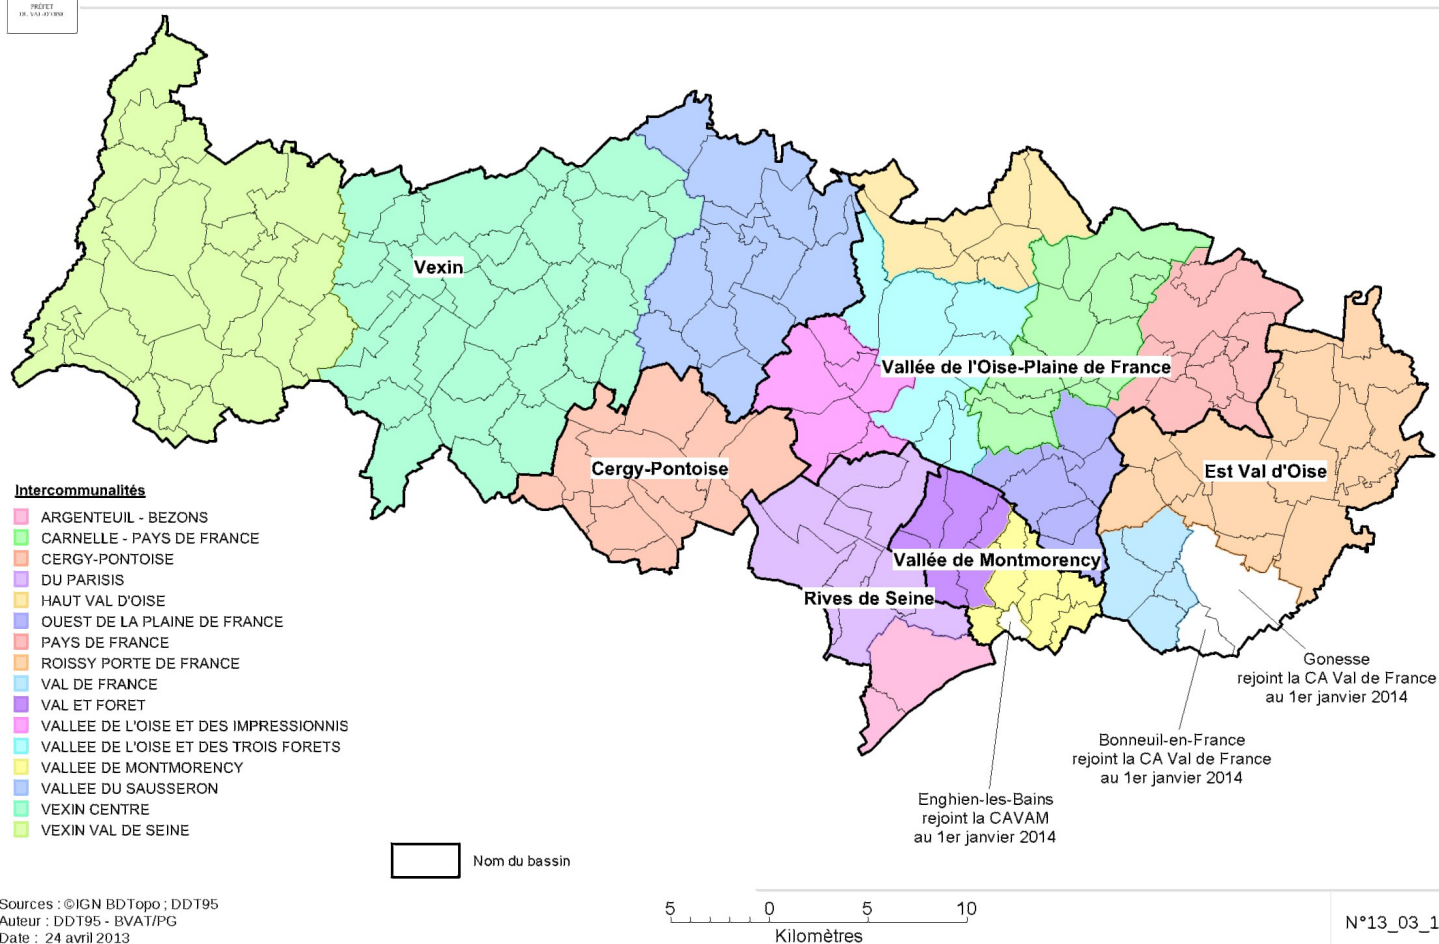 PRÉFET
DU VAL-D'OISE
Vexin
Vallée de l'Oise-Plaine de France
Cergy-Pontoise
Est Val d'Oise
Vallée de Montmorency
Rives de Seine
Intercommunalités
ARGENTEUIL - BEZONS
CARNELLE - PAYS DE FRANCE
CERGY-PONTOISE
DU PARISIS
HAUT VAL D'OISE
OUEST DE LA PLAINE DE FRANCE
PAYS DE FRANCE
ROISSY PORTE DE FRANCE
VAL DE FRANCE
VAL ET FORET
VALLEE DE L'OISE ET DES IMPRESSIONNIS
VALLEE DE L'OISE ET DES TROIS FORETS
VALLEE DE MONTMORENCY
VALLEE DU SAUSSERON
VEXIN CENTRE
VEXIN VAL DE SEINE
Gonesse
rejoint la CA Val de France
au 1er janvier 2014
Bonneuil-en-France
rejoint la CA Val de France
au 1er janvier 2014
Enghien-les-Bains
rejoint la CAVAM
au 1er janvier 2014
Nom du bassin
Sources : ©IGN BDTopo ; DDT95
Auteur : DDT95 - BVAT/PG
Date : 24 avril 2013
5 0 5 10
Kilomètres
N°13_03_1